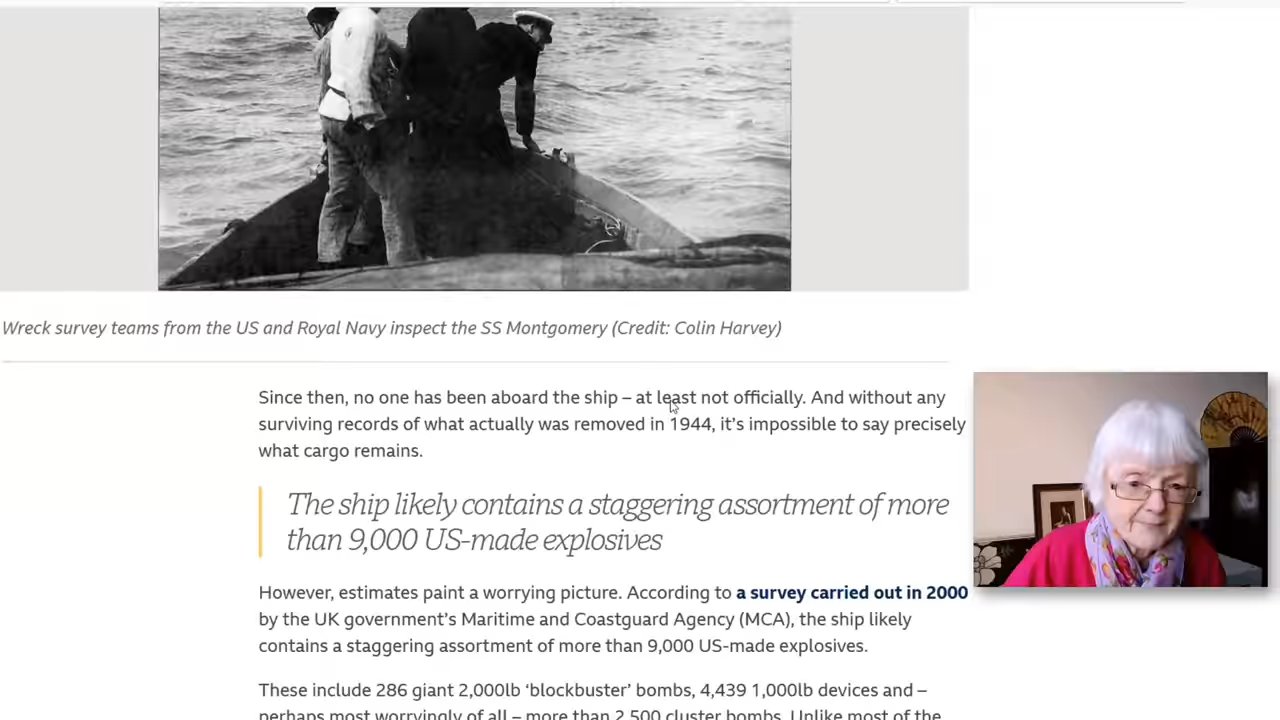 Wreck survey teams from the US and Royal Navy inspect the SS Montgomery (Credit: Colin Harvey)
Since then, no one has been aboard the ship – at least not officially. And without any
surviving records of what actually was removed in 1944, it’s impossible to say precisely
what cargo remains.
The ship likely contains a staggering assortment of more
than 9,000 US-made explosives
However, estimates paint a worrying picture. According to a survey carried out in 2000
by the UK government’s Maritime and Coastguard Agency (MCA), the ship likely
contains a staggering assortment of more than 9,000 US-made explosives.
These include 286 giant 2,000lb ‘blockbuster’ bombs, 4,439 1,000lb devices and –
perhaps most worryingly of all – more than 2,500 cluster bombs. Unlike most of the